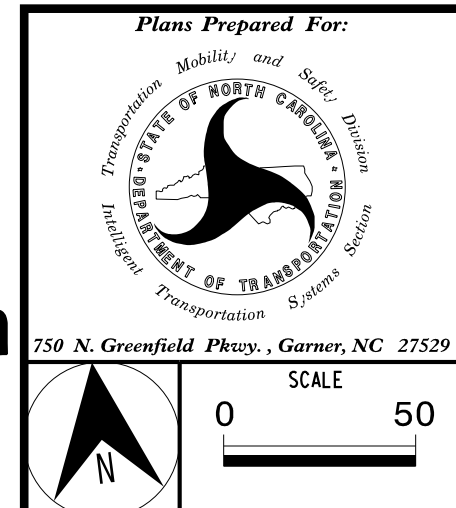 Plans Prepared For:
Transportation Mobility and Safety Division
STATE OF NORTH CAROLINA
DEPARTMENT OF TRANSPORTATION
Intelligent Transportation Systems Section
750 N. Greenfield Pkwy., Garner, NC 27529
N
SCALE
0 50